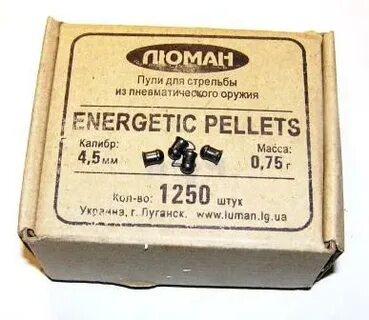 ЛЮМАН
Пули для стрельбы
из пневматического оружия
ENERGETIC PELLETS
Калибр: Масса:
4,5мм 0,75 г
Кол-во: 1250 штук
Украина, г. Луганск. www.luman.lg.ua